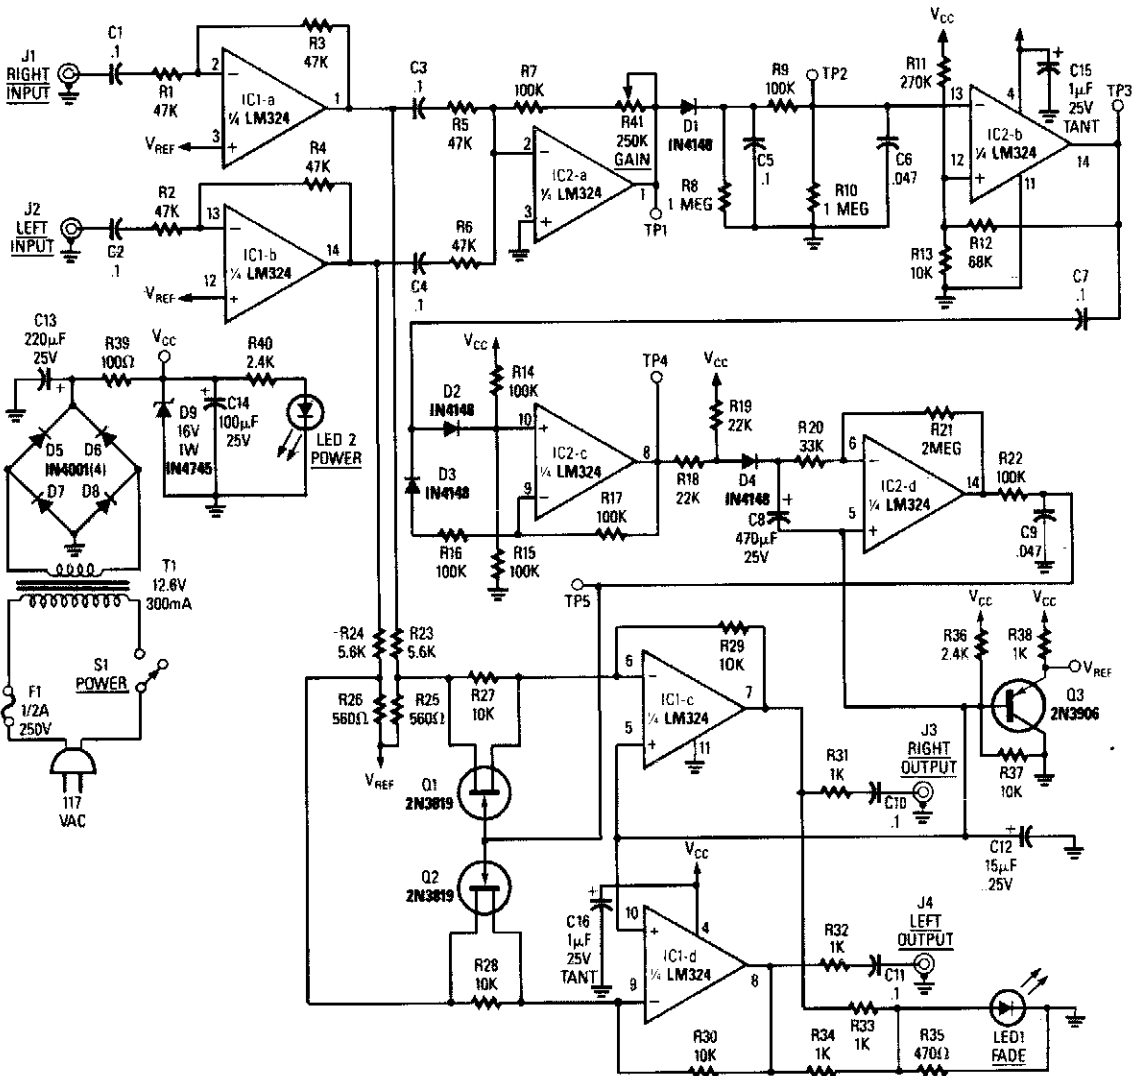 J1
RIGHT
INPUT
C1
.1
R1
47K
R3
47K
2
3
1
IC1-a
¼ LM324
VREF
J2
LEFT
INPUT
C2
.1
R2
47K
R4
47K
13
12
14
IC1-b
¼ LM324
VREF
C3
.1
R5
47K
C4
.1
R6
47K
R7
100K
R41
250K
GAIN
2
3
1
IC2-a
LM324
TP1
D1
IN4148
R8
1 MEG
C5
.1
R9
100K
TP2
R10
1 MEG
C6
.047
VCC
R11
270K
13
12
4
11
14
IC2-b
¼ LM324
C15
1µF
25V
TANT
TP3
R12
68K
R13
10K
C7
.1
C13
220µF
25V
R39
100Ω
VCC
R40
2.4K
D9
16V
1W
IN4745
C14
100µF
25V
LED 2
POWER
D5
D6
IN4001(4)
D7
D8
T1
12.6V
300mA
S1
POWER
F1
1/2A
250V
117
VAC
VCC
R14
100K
D2
IN4148
D3
IN4148
10
9
8
IC2-c
¼ LM324
TP4
R16
100K
R15
100K
R17
100K
R18
22K
VCC
R19
22K
D4
IN4148
C8
470µF
25V
R20
33K
R21
2MEG
6
5
14
IC2-d
¼ LM324
R22
100K
C9
.047
TP5
R24
5.6K
R23
5.6K
R26
560Ω
R25
560Ω
VREF
R27
10K
Q1
2N3819
Q2
2N3819
R28
10K
R29
10K
6
5
7
11
IC1-c
¼ LM324
R31
1K
C10
.1
J3
RIGHT
OUTPUT
VCC
R36
2.4K
VCC
R38
1K
VREF
Q3
2N3906
R37
10K
C12
15µF
25V
VCC
C16
1µF
25V
TANT
10
9
4
8
IC1-d
¼ LM324
R32
1K
C11
.1
J4
LEFT
OUTPUT
R30
10K
R34
1K
R33
1K
R35
470Ω
LED1
FADE